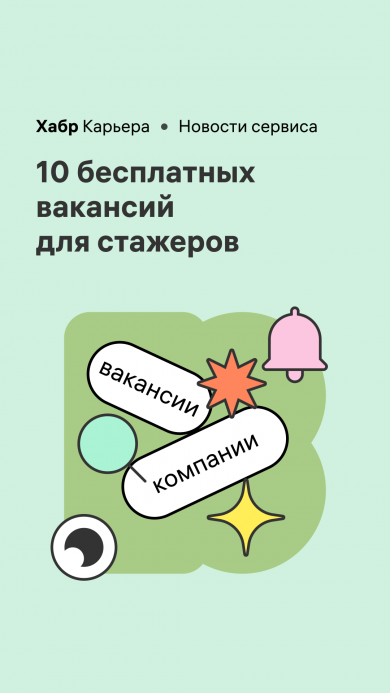 Хабр Карьера • Новости сервиса
10 бесплатных
вакансий
для стажеров
вакансии
компании